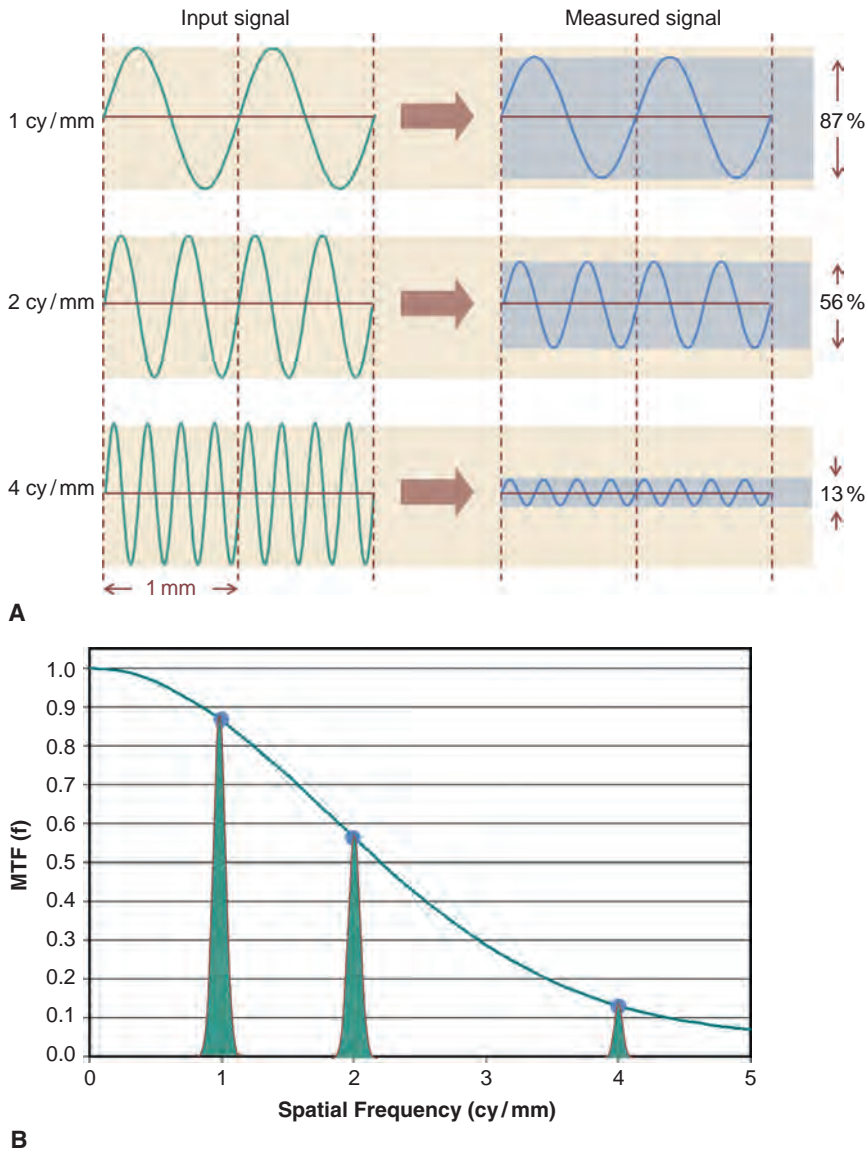 Input signal
Measured signal
1 cy/mm
87%
2 cy/mm
56%
4 cy/mm
13%
1 mm
A
1.0
0.9
0.8
0.7
0.6
0.5
0.4
0.3
0.2
0.1
0.0
MTF (f)
0 1 2 3 4 5
Spatial Frequency (cy/mm)
B